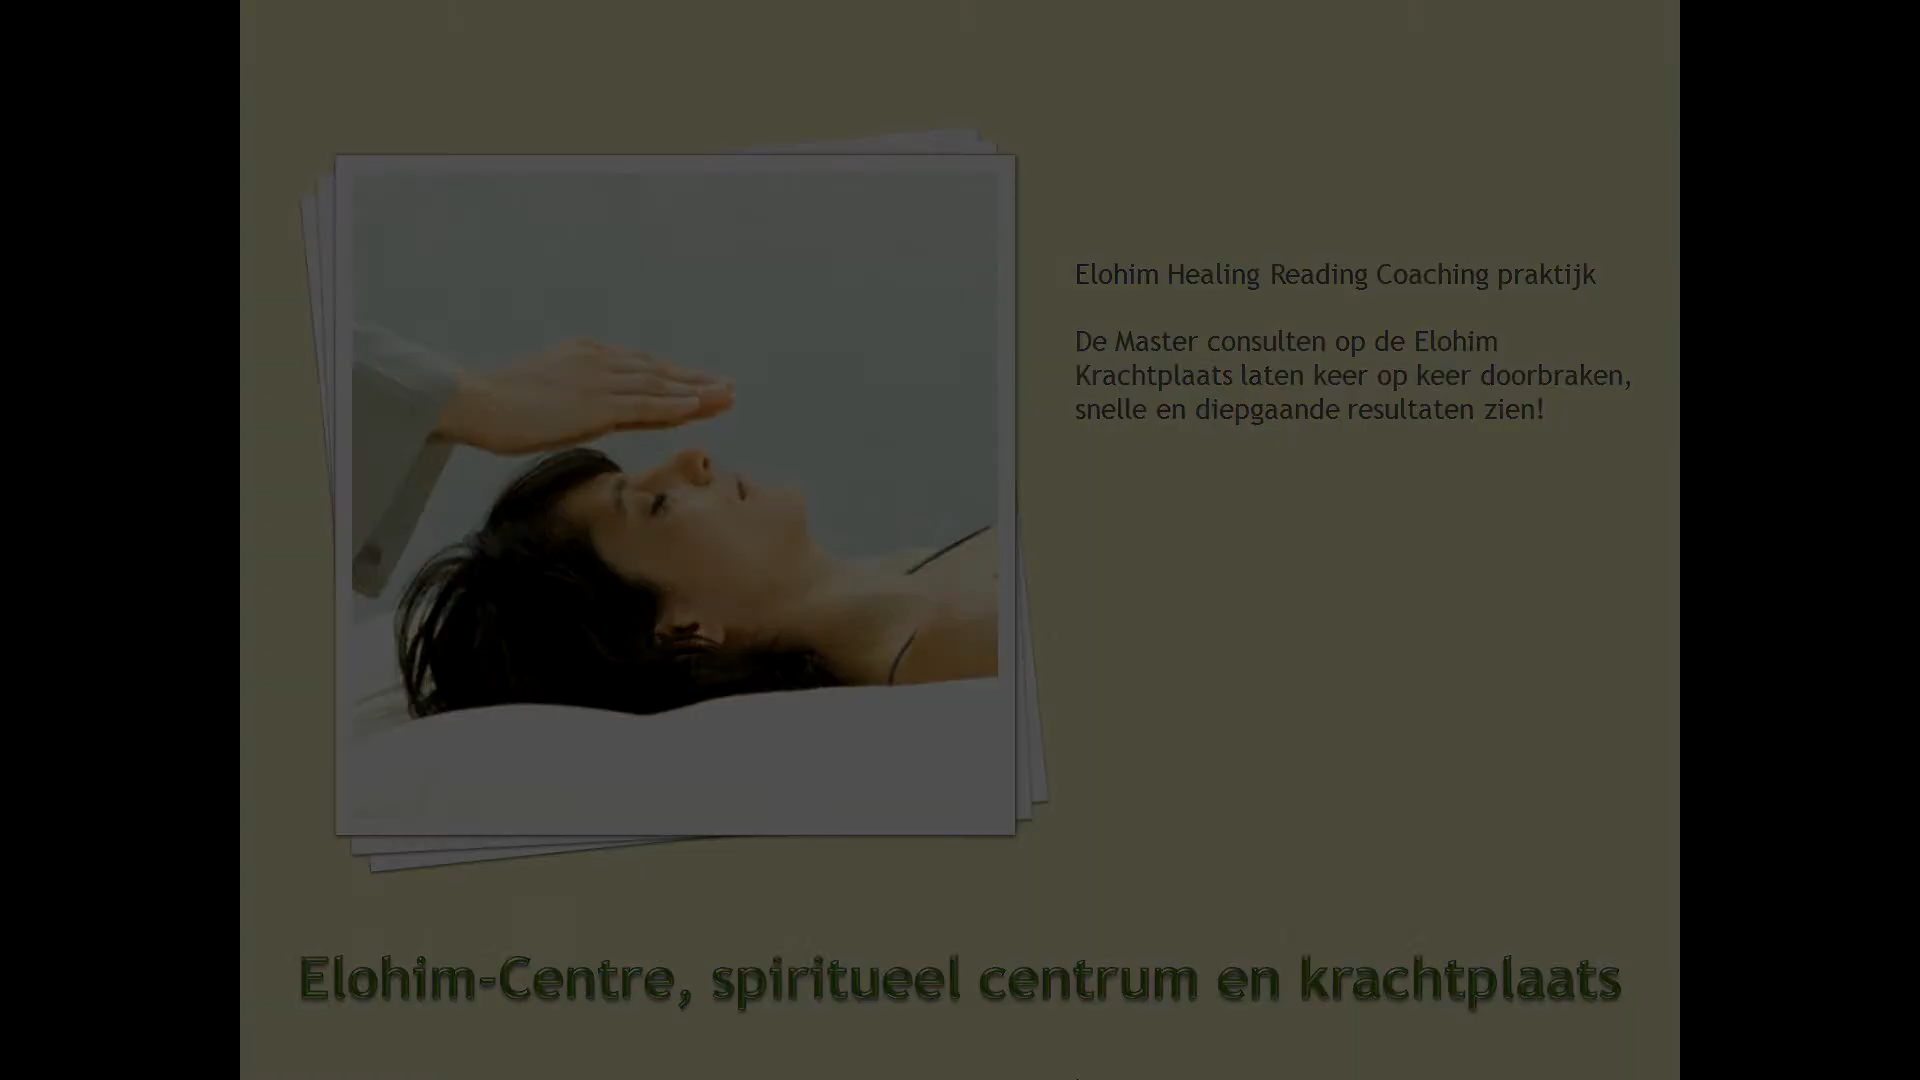 Elohim Healing Reading Coaching praktijk
De Master consulten op de Elohim
Krachtplaats laten keer op keer doorbraken,
snelle en diepgaande resultaten zien!
Elohim-Centre, spiritueel centrum en krachtplaats